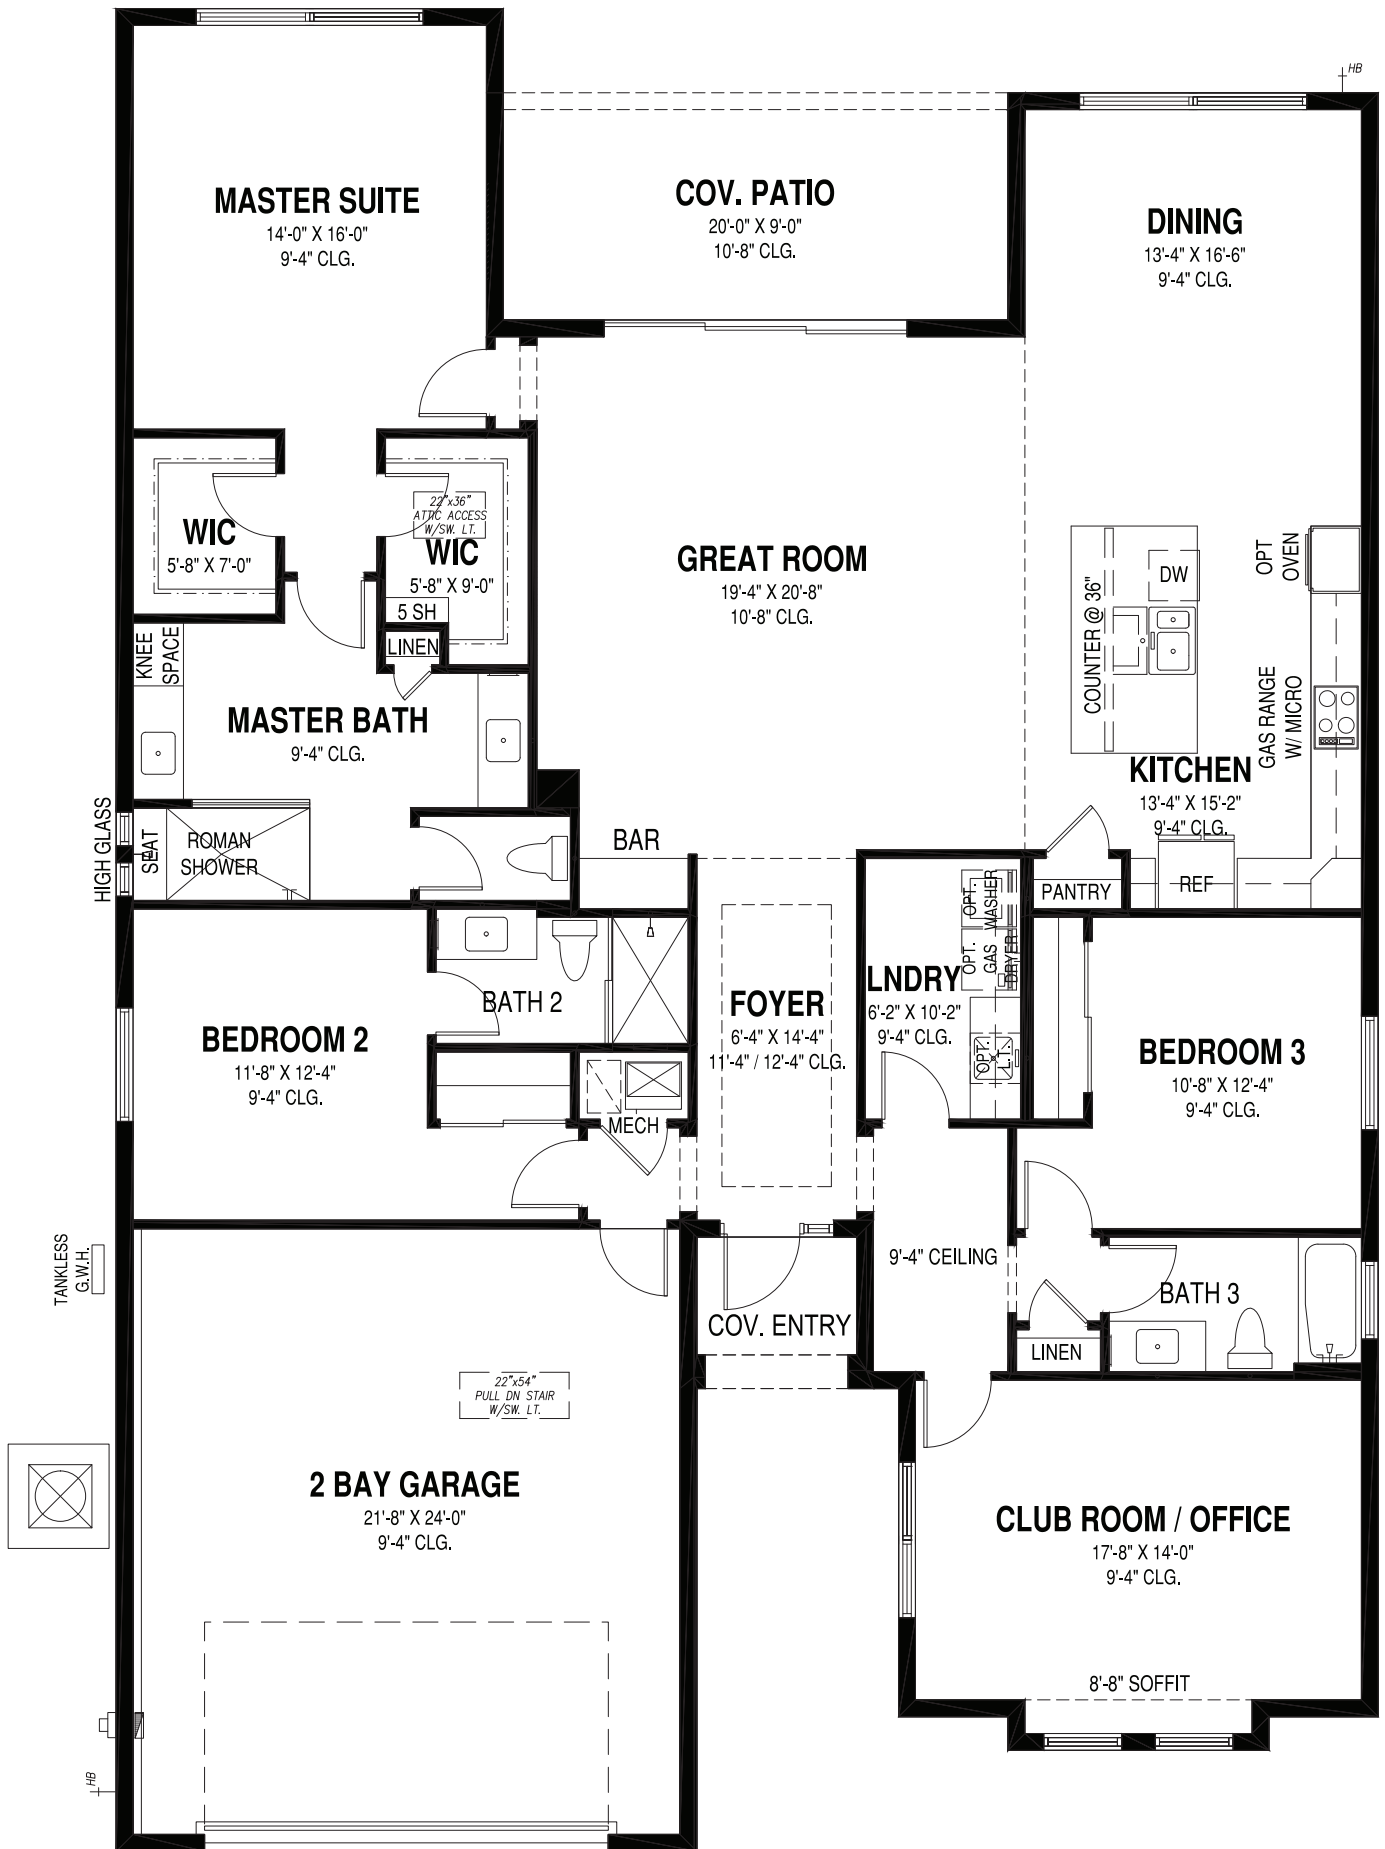 HB
MASTER SUITE
14'-0" X 16'-0"
9'-4" CLG.
COV. PATIO
20'-0" X 9'-0"
10'-8" CLG.
DINING
13'-4" X 16'-6"
9'-4" CLG.
WIC
5'-8" X 7'-0"
22"x36"
ATTIC ACCESS
W/SW. LT.
WIC
5'-8" X 9'-0"
5 SH
LINEN
GREAT ROOM
19'-4" X 20'-8"
10'-8" CLG.
COUNTER @ 36"
DW
OPT
OVEN
GAS RANGE
W/ MICRO
KNEE
SPACE
MASTER BATH
9'-4" CLG.
KITCHEN
13'-4" X 15'-2"
9'-4" CLG.
HIGH GLASS
SEAT
ROMAN
SHOWER
BAR
PANTRY
REF
OPT.
WASHER
OPT.
GAS
DRYER
LNDRY
6'-2" X 10'-2"
9'-4" CLG.
OPT.
L.T.
BATH 2
FOYER
6'-4" X 14'-4"
11'-4" / 12'-4" CLG.
BEDROOM 2
11'-8" X 12'-4"
9'-4" CLG.
BEDROOM 3
10'-8" X 12'-4"
9'-4" CLG.
MECH
TANKLESS
G.W.H.
9'-4" CEILING
BATH 3
COV. ENTRY
LINEN
22"x54"
PULL DN STAIR
W/SW. LT.
2 BAY GARAGE
21'-8" X 24'-0"
9'-4" CLG.
CLUB ROOM / OFFICE
17'-8" X 14'-0"
9'-4" CLG.
8'-8" SOFFIT
HB